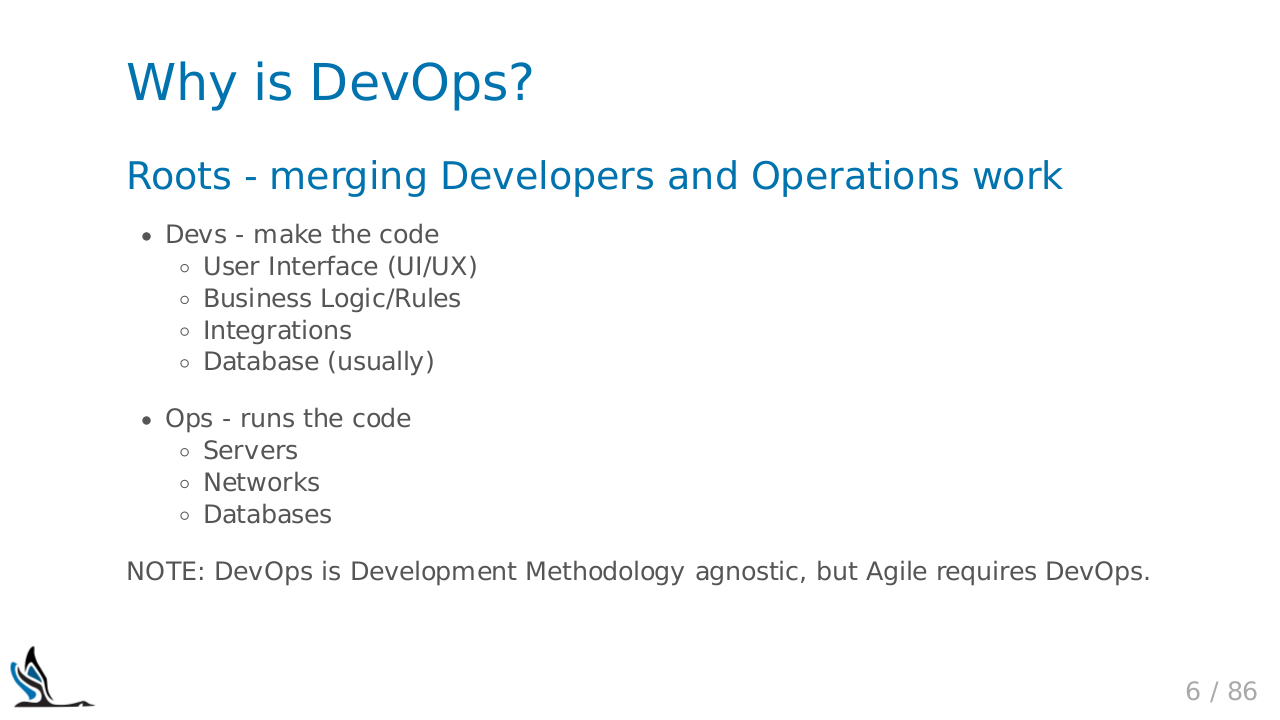 Why is DevOps?
Roots - merging Developers and Operations work
• Devs - make the code
◦ User Interface (UI/UX)
◦ Business Logic/Rules
◦ Integrations
◦ Database (usually)
• Ops - runs the code
◦ Servers
◦ Networks
◦ Databases
NOTE: DevOps is Development Methodology agnostic, but Agile requires DevOps.
6 / 86